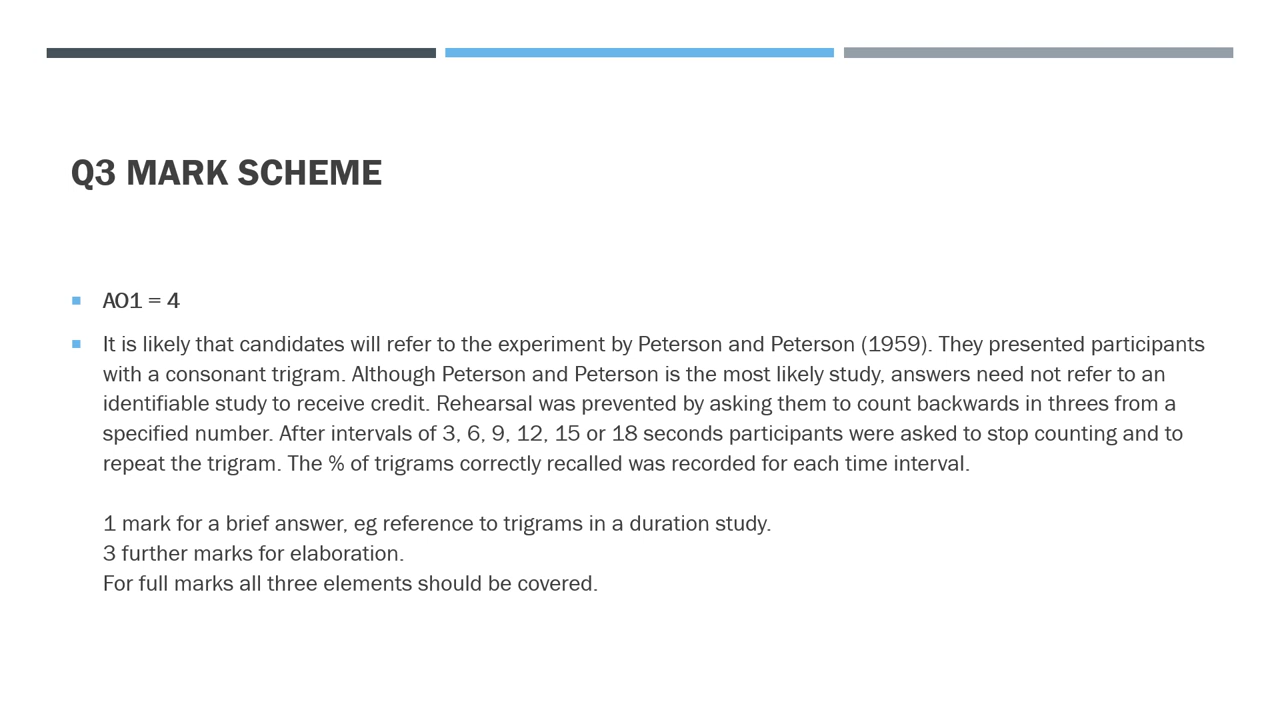 Q3 MARK SCHEME
AO1 = 4
It is likely that candidates will refer to the experiment by Peterson and Peterson (1959). They presented participants
with a consonant trigram. Although Peterson and Peterson is the most likely study, answers need not refer to an
identifiable study to receive credit. Rehearsal was prevented by asking them to count backwards in threes from a
specified number. After intervals of 3, 6, 9, 12, 15 or 18 seconds participants were asked to stop counting and to
repeat the trigram. The % of trigrams correctly recalled was recorded for each time interval.
1 mark for a brief answer, eg reference to trigrams in a duration study.
3 further marks for elaboration.
For full marks all three elements should be covered.